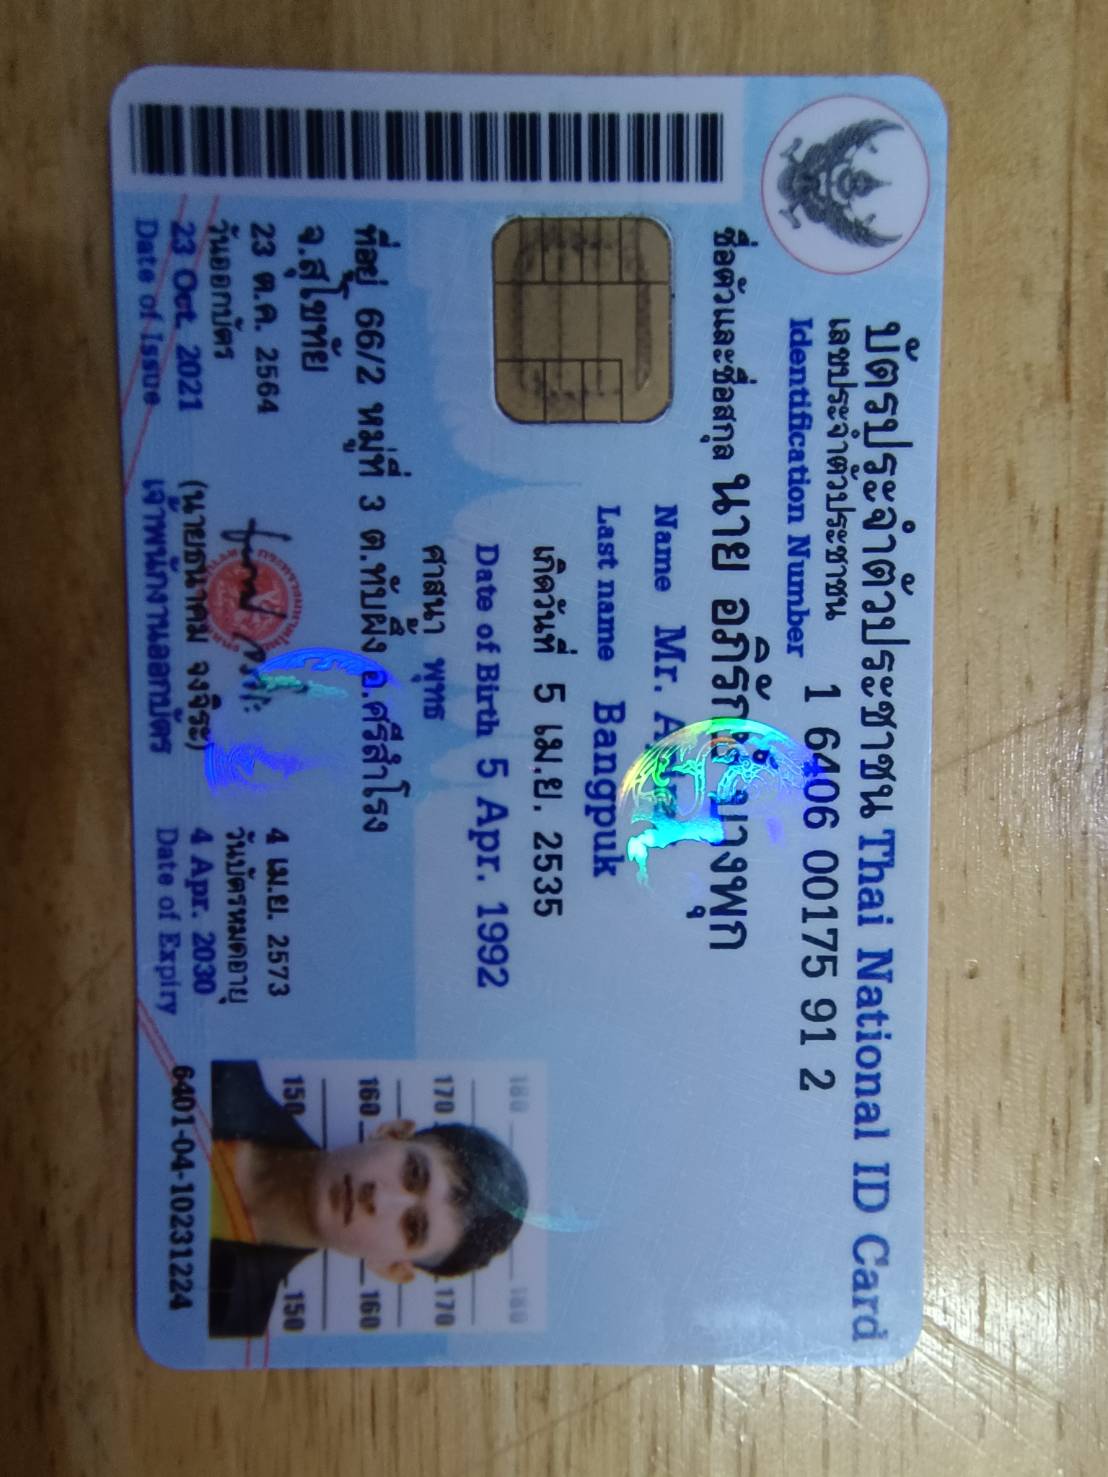 บัตรประจำตัวประชาชน Thai National ID Card
เลขประจำตัวประชาชน
Identification Number
1 6406 00175 91 2
ชื่อตัวและชื่อสกุล นาย อภิรักษ์ บางพุก
Name Mr.
Last name Bangpuk
เกิดวันที่ 5 เม.ย. 2535
Date of Birth 5 Apr. 1992
ศาสนา พุทธ
ที่อยู่ 66/2 หมู่ที่ 3 ต.ทับผึ้ง อ.ศรีสำโรง
จ.สุโขทัย
23 ต.ค. 2564
วันออกบัตร
23 Oct. 2021
Date of Issue
(นายธนาคม จงจิระ)
เจ้าพนักงานออกบัตร
4 เม.ย. 2573
วันบัตรหมดอายุ
4 Apr. 2030
Date of Expiry
180 180
170 170
160 160
150 150
6401-04-10231224